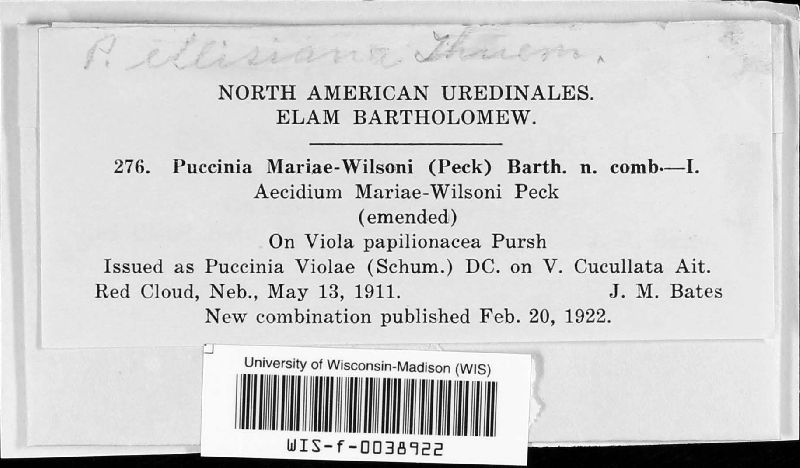 P. ellisiana Thuem.
NORTH AMERICAN UREDINALES.
ELAM BARTHOLOMEW.
276. Puccinia Mariae-Wilsoni (Peck) Barth. n. comb.—I.
Aecidium Mariae-Wilsoni Peck
(emended)
On Viola papilionacea Pursh
Issued as Puccinia Violae (Schum.) DC. on V. Cucullata Ait.
Red Cloud, Neb., May 13, 1911. J. M. Bates
New combination published Feb. 20, 1922.
University of Wisconsin-Madison (WIS)
WIS-f-0038922